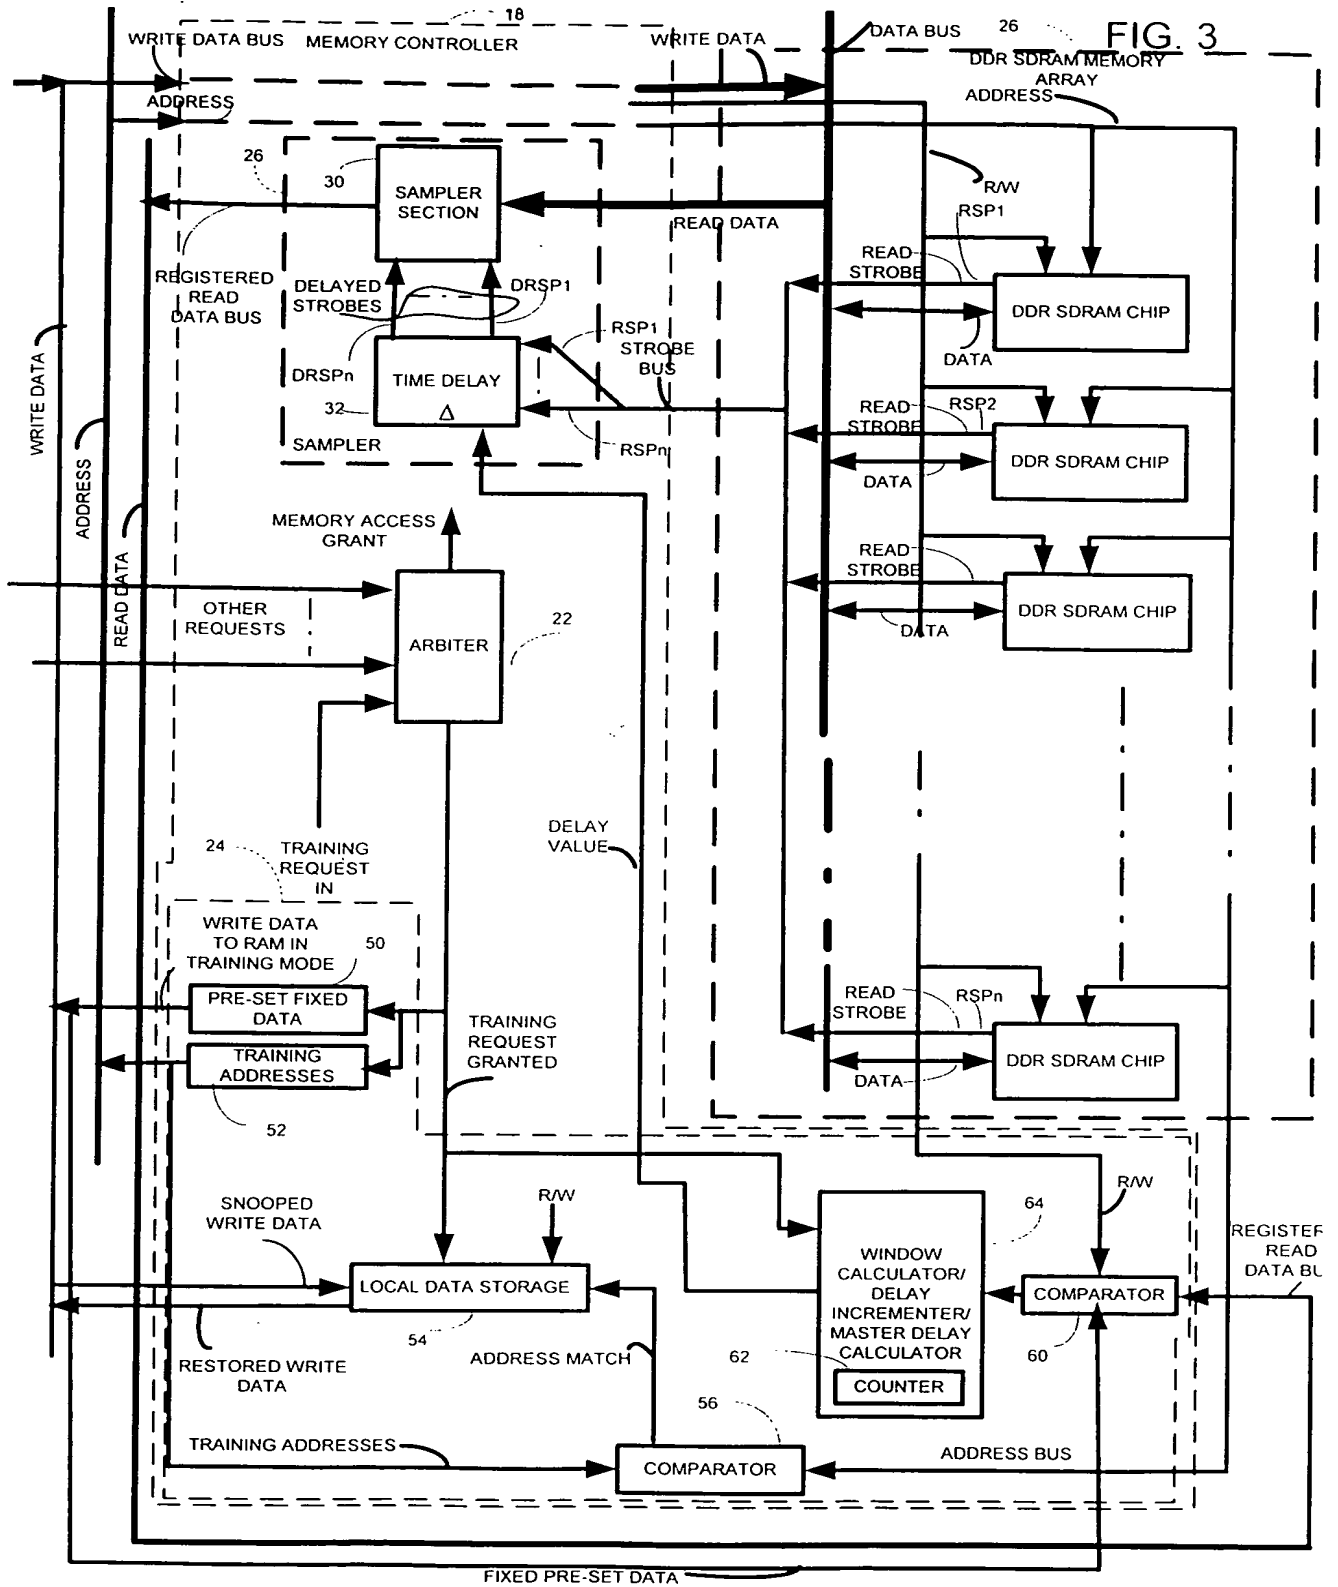 18
26
FIG. 3
WRITE DATA BUS
MEMORY CONTROLLER
WRITE DATA
DATA BUS
DDR SDRAM MEMORY
ARRAY
ADDRESS
ADDRESS
26
30
SAMPLER
SECTION
READ DATA
R/W
RSP1
READ
STROBE
DDR SDRAM CHIP
DATA
REGISTERED
READ
DATA BUS
DELAYED
STROBES
DRSP1
RSP1
STROBE
BUS
DRSPn
TIME DELAY
Δ
32
SAMPLER
RSPn
READ
STROBE
RSP2
DDR SDRAM CHIP
DATA
WRITE DATA
ADDRESS
READ DATA
MEMORY ACCESS
GRANT
READ
STROBE
DDR SDRAM CHIP
DATA
OTHER
REQUESTS
ARBITER
22
24
TRAINING
REQUEST
IN
DELAY
VALUE
WRITE DATA
TO RAM IN
TRAINING MODE
50
PRE-SET FIXED
DATA
TRAINING
ADDRESSES
52
TRAINING
REQUEST
GRANTED
READ
STROBE
RSPn
DDR SDRAM CHIP
DATA
SNOOPED
WRITE DATA
R/W
R/W
64
REGISTER
READ
DATA BU
LOCAL DATA STORAGE
54
WINDOW
CALCULATOR/
DELAY
INCREMENTER/
MASTER DELAY
CALCULATOR
COMPARATOR
60
RESTORED WRITE
DATA
ADDRESS MATCH
62
COUNTER
56
TRAINING ADDRESSES
COMPARATOR
ADDRESS BUS
FIXED PRE-SET DATA